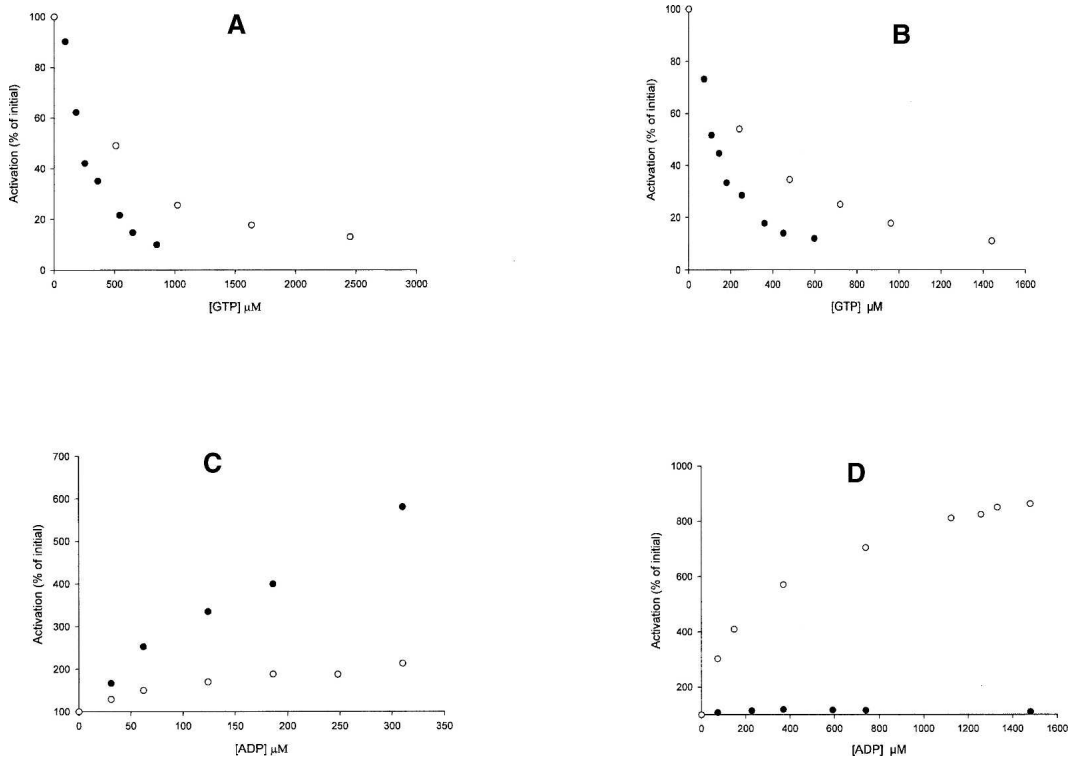 A
100
80
60
40
20
0
Activation (% of initial)
0 500 1000 1500 2000 2500 3000
[GTP] µM
B
100
80
60
40
20
0
Activation (% of initial)
0 200 400 600 800 1000 1200 1400 1600
[GTP] µM
C
700
600
500
400
300
200
100
Activation (% of initial)
0 50 100 150 200 250 300 350
[ADP] µM
D
1000
800
600
400
200
Activation (% of initial)
0 200 400 600 800 1000 1200 1400 1600
[ADP] µM